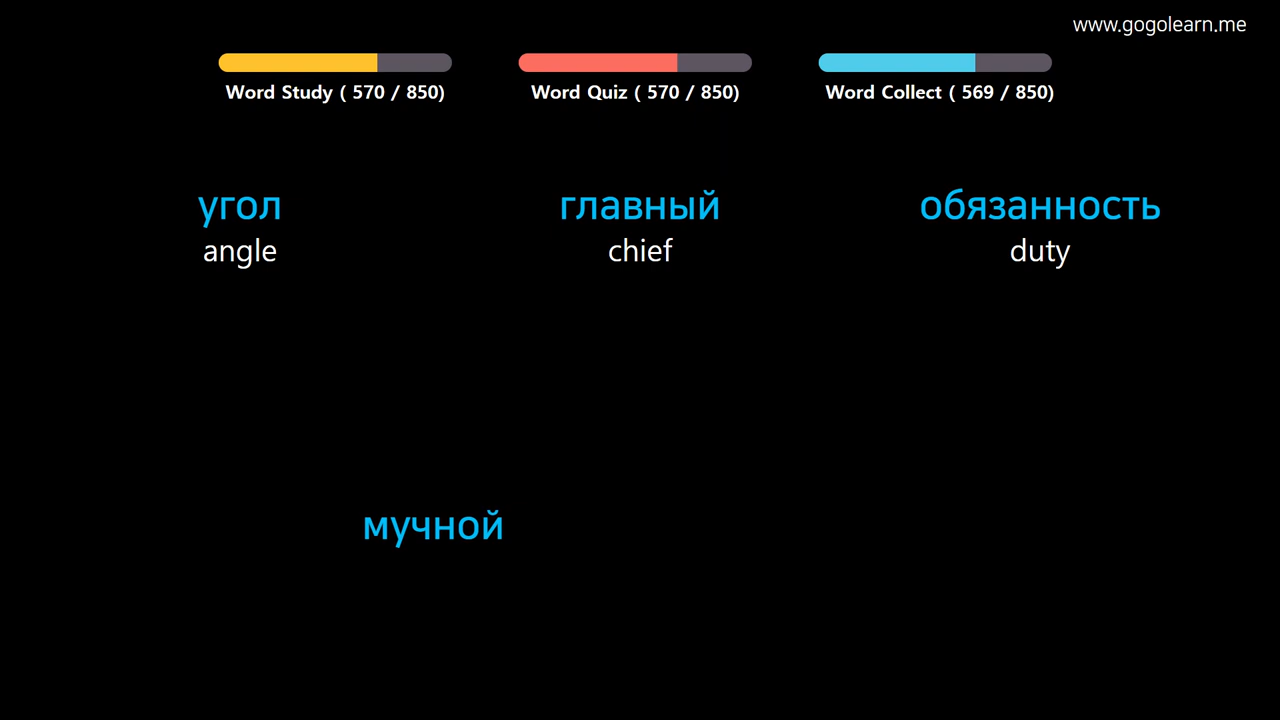 www.gogolearn.me
Word Study ( 570 / 850)
Word Quiz ( 570 / 850)
Word Collect ( 569 / 850)
угол
главный
обязанность
angle
chief
duty
мучной